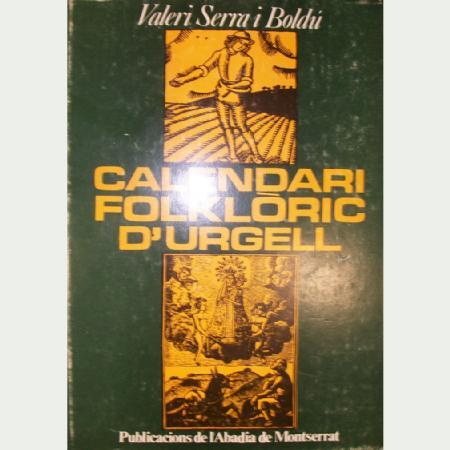 Valeri Serra i Boldú
CALENDARI
FOLKLÒRIC
D'URGELL
Publicacions de l'Abadia de Montserrat